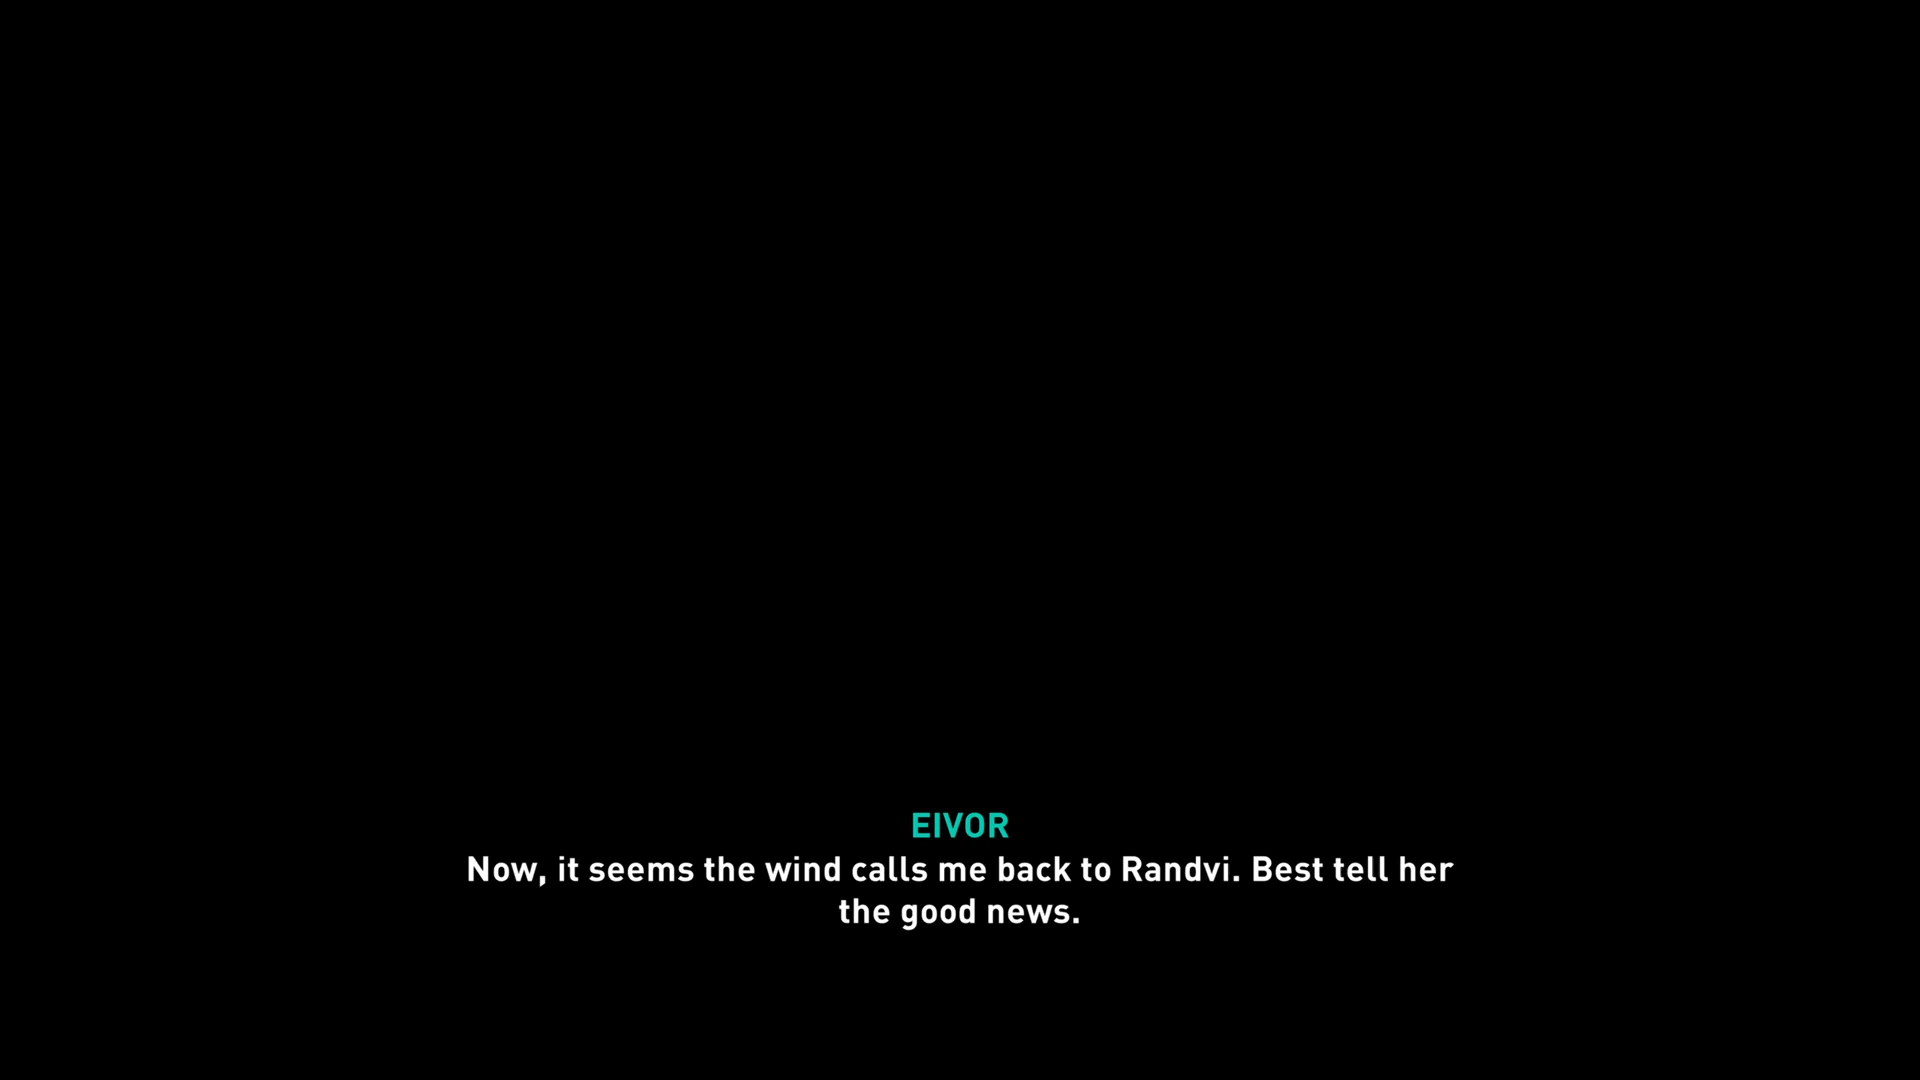 EIVOR
Now, it seems the wind calls me back to Randvi. Best tell her
the good news.